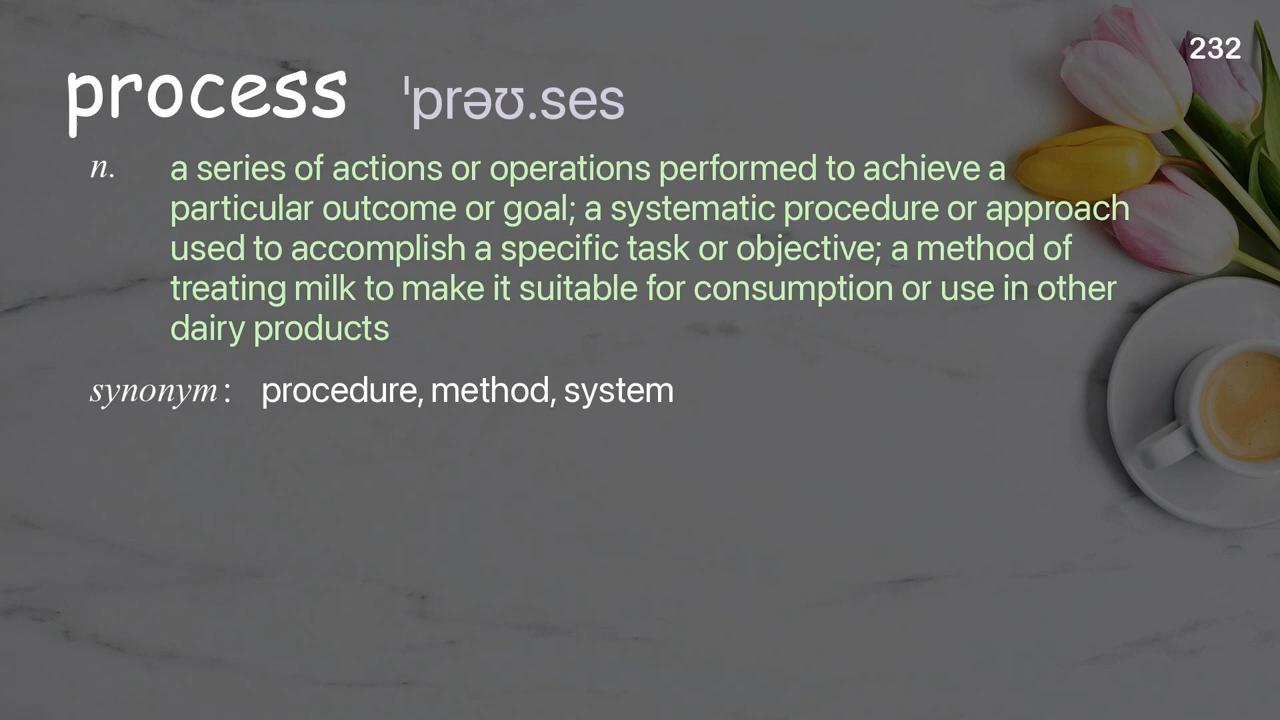 232
process ˈprəʊ.ses
n. a series of actions or operations performed to achieve a
particular outcome or goal; a systematic procedure or approach
used to accomplish a specific task or objective; a method of
treating milk to make it suitable for consumption or use in other
dairy products
synonym: procedure, method, system